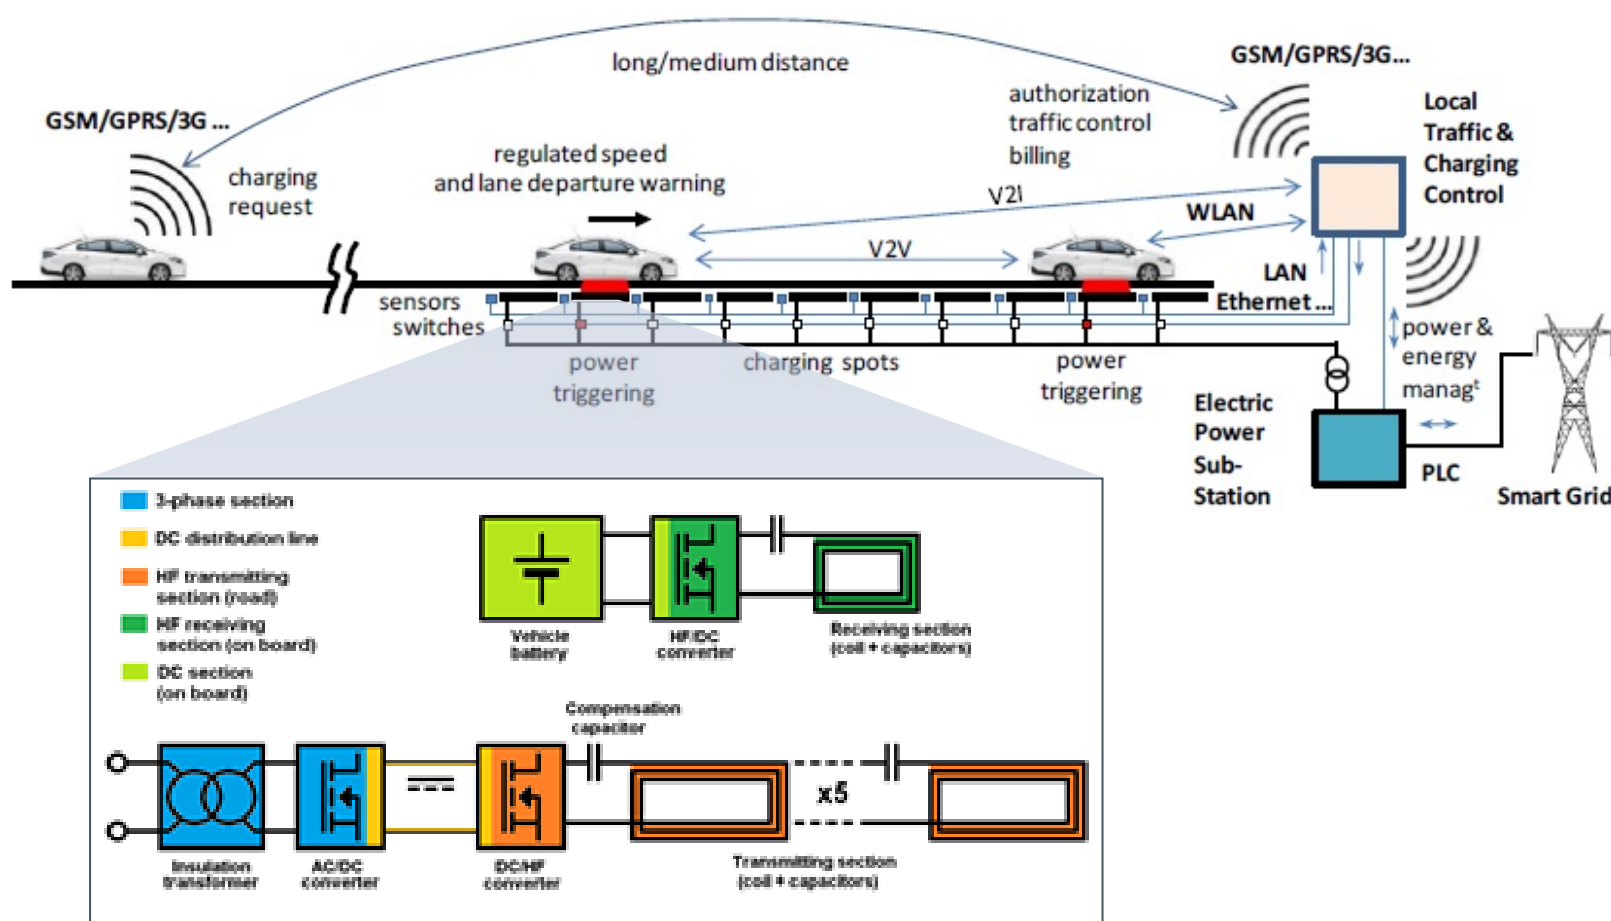 long/medium distance
GSM/GPRS/3G...
GSM/GPRS/3G ...
authorization
traffic control
billing
Local
Traffic &
Charging
Control
charging
request
regulated speed
and lane departure warning
V2I
WLAN
V2V
LAN
Ethernet ...
sensors
switches
power
triggering
charging spots
power
triggering
power &
energy
managᵗ
Electric
Power
Sub-
Station
PLC
Smart Grid
3-phase section
DC distribution line
HF transmitting
section (road)
HF receiving
section (on board)
DC section
(on board)
Vehicle
battery
HF/DC
converter
Receiving section
(coil + capacitors)
Compensation
capacitor
x5
Insulation
transformer
AC/DC
converter
DC/HF
converter
Transmitting section
(coil + capacitors)